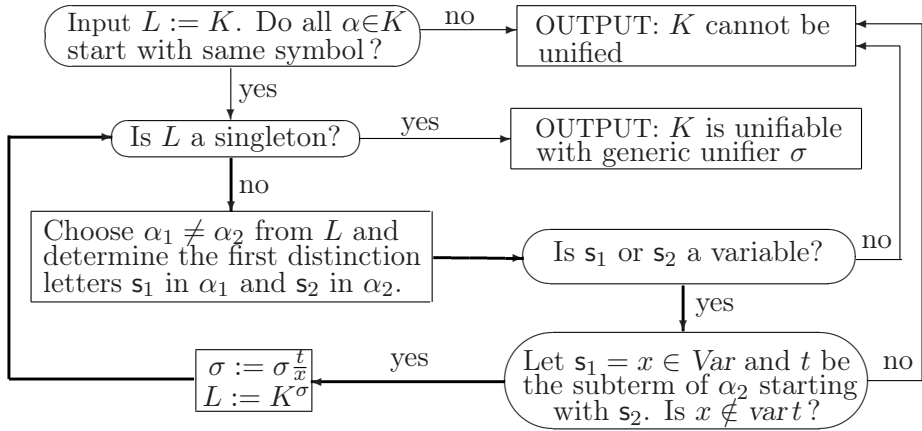 Input L := K. Do all α∈K
start with same symbol?
no
OUTPUT: K cannot be
unified
yes
Is L a singleton?
yes
OUTPUT: K is unifiable
with generic unifier σ
no
Choose α₁ ≠ α₂ from L and
determine the first distinction
letters s₁ in α₁ and s₂ in α₂.
Is s₁ or s₂ a variable?
no
yes
Let s₁ = x ∈ Var and t be
the subterm of α₂ starting
with s₂. Is x ∉ var t?
no
yes
σ := σ t/x
L := K^σ